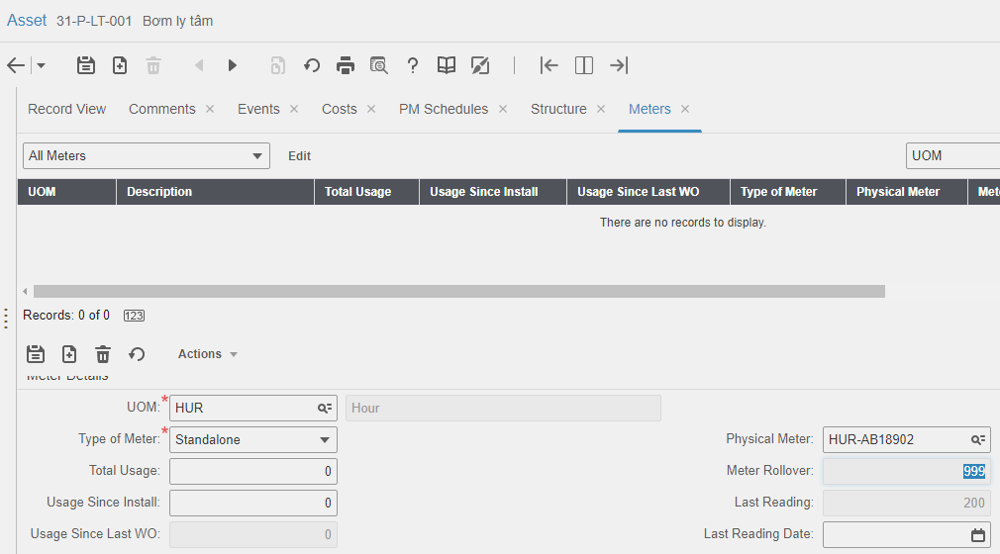 Asset 31-P-LT-001 Bơm ly tâm
Record View Comments × Events × Costs × PM Schedules × Structure × Meters ×
All Meters Edit UOM
UOM Description Total Usage Usage Since Install Usage Since Last WO Type of Meter Physical Meter Mete
There are no records to display.
Records: 0 of 0 123
Actions
Meter Details
UOM: * HUR Hour
Type of Meter: * Standalone Physical Meter: HUR-AB18902
Total Usage: 0 Meter Rollover: 999
Usage Since Install: 0 Last Reading: 200
Usage Since Last WO: 0 Last Reading Date: